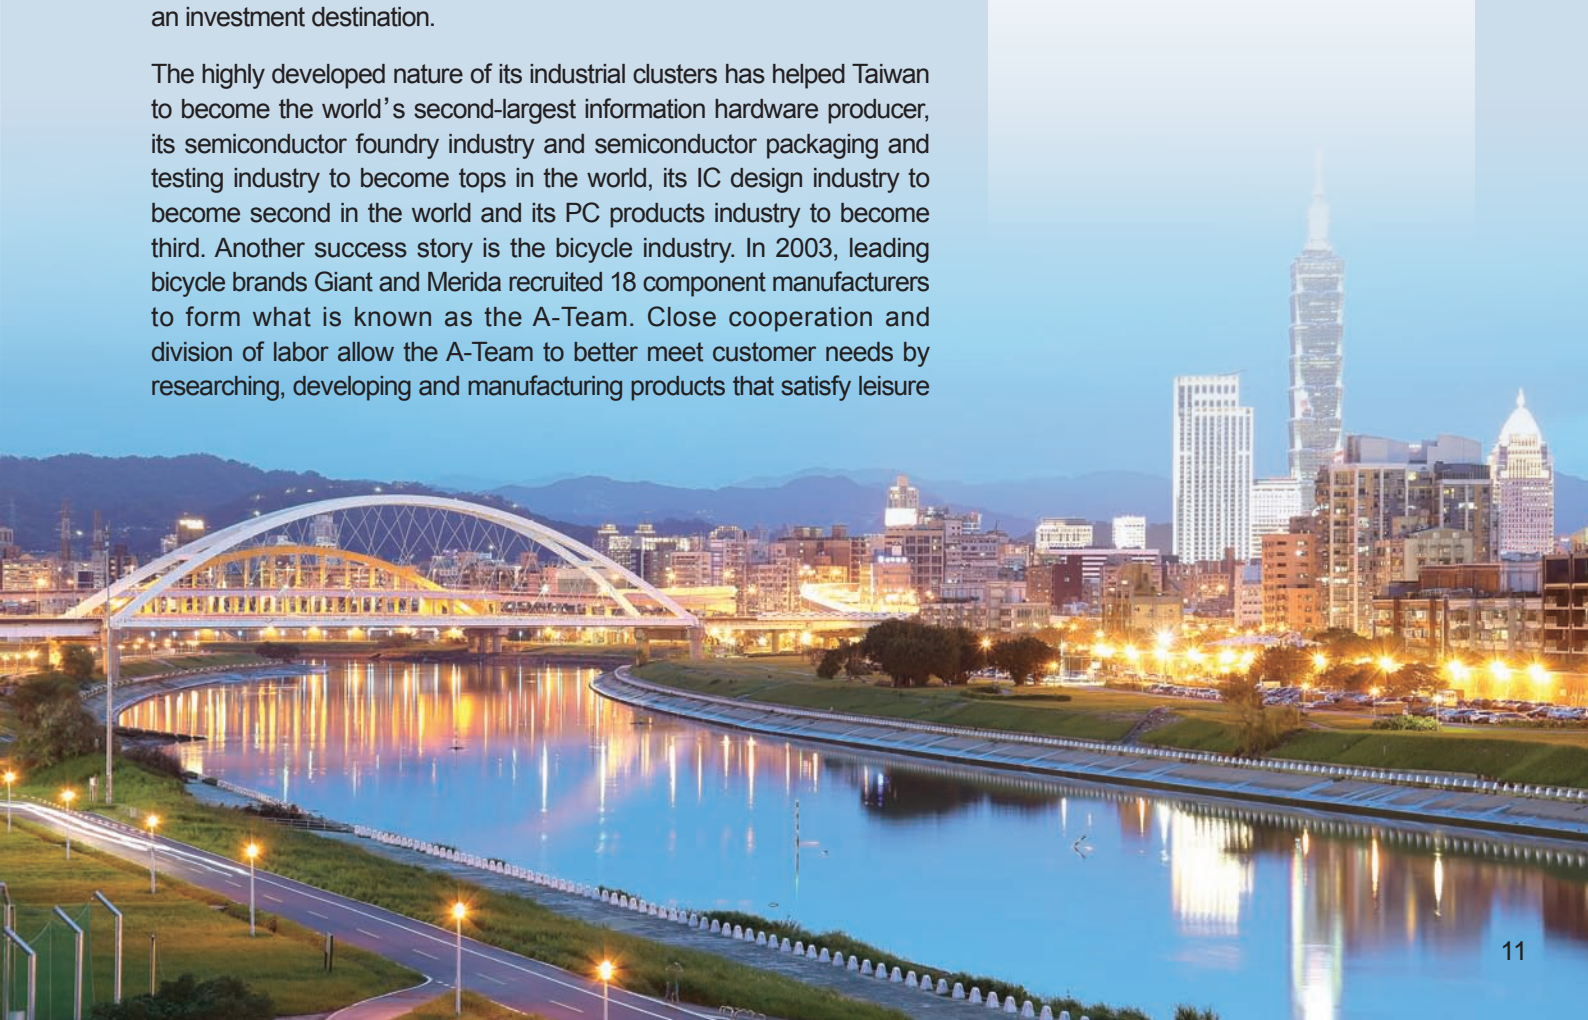 an investment destination.
The highly developed nature of its industrial clusters has helped Taiwan
to become the world’s second-largest information hardware producer,
its semiconductor foundry industry and semiconductor packaging and
testing industry to become tops in the world, its IC design industry to
become second in the world and its PC products industry to become
third. Another success story is the bicycle industry. In 2003, leading
bicycle brands Giant and Merida recruited 18 component manufacturers
to form what is known as the A-Team. Close cooperation and
division of labor allow the A-Team to better meet customer needs by
researching, developing and manufacturing products that satisfy leisure
11